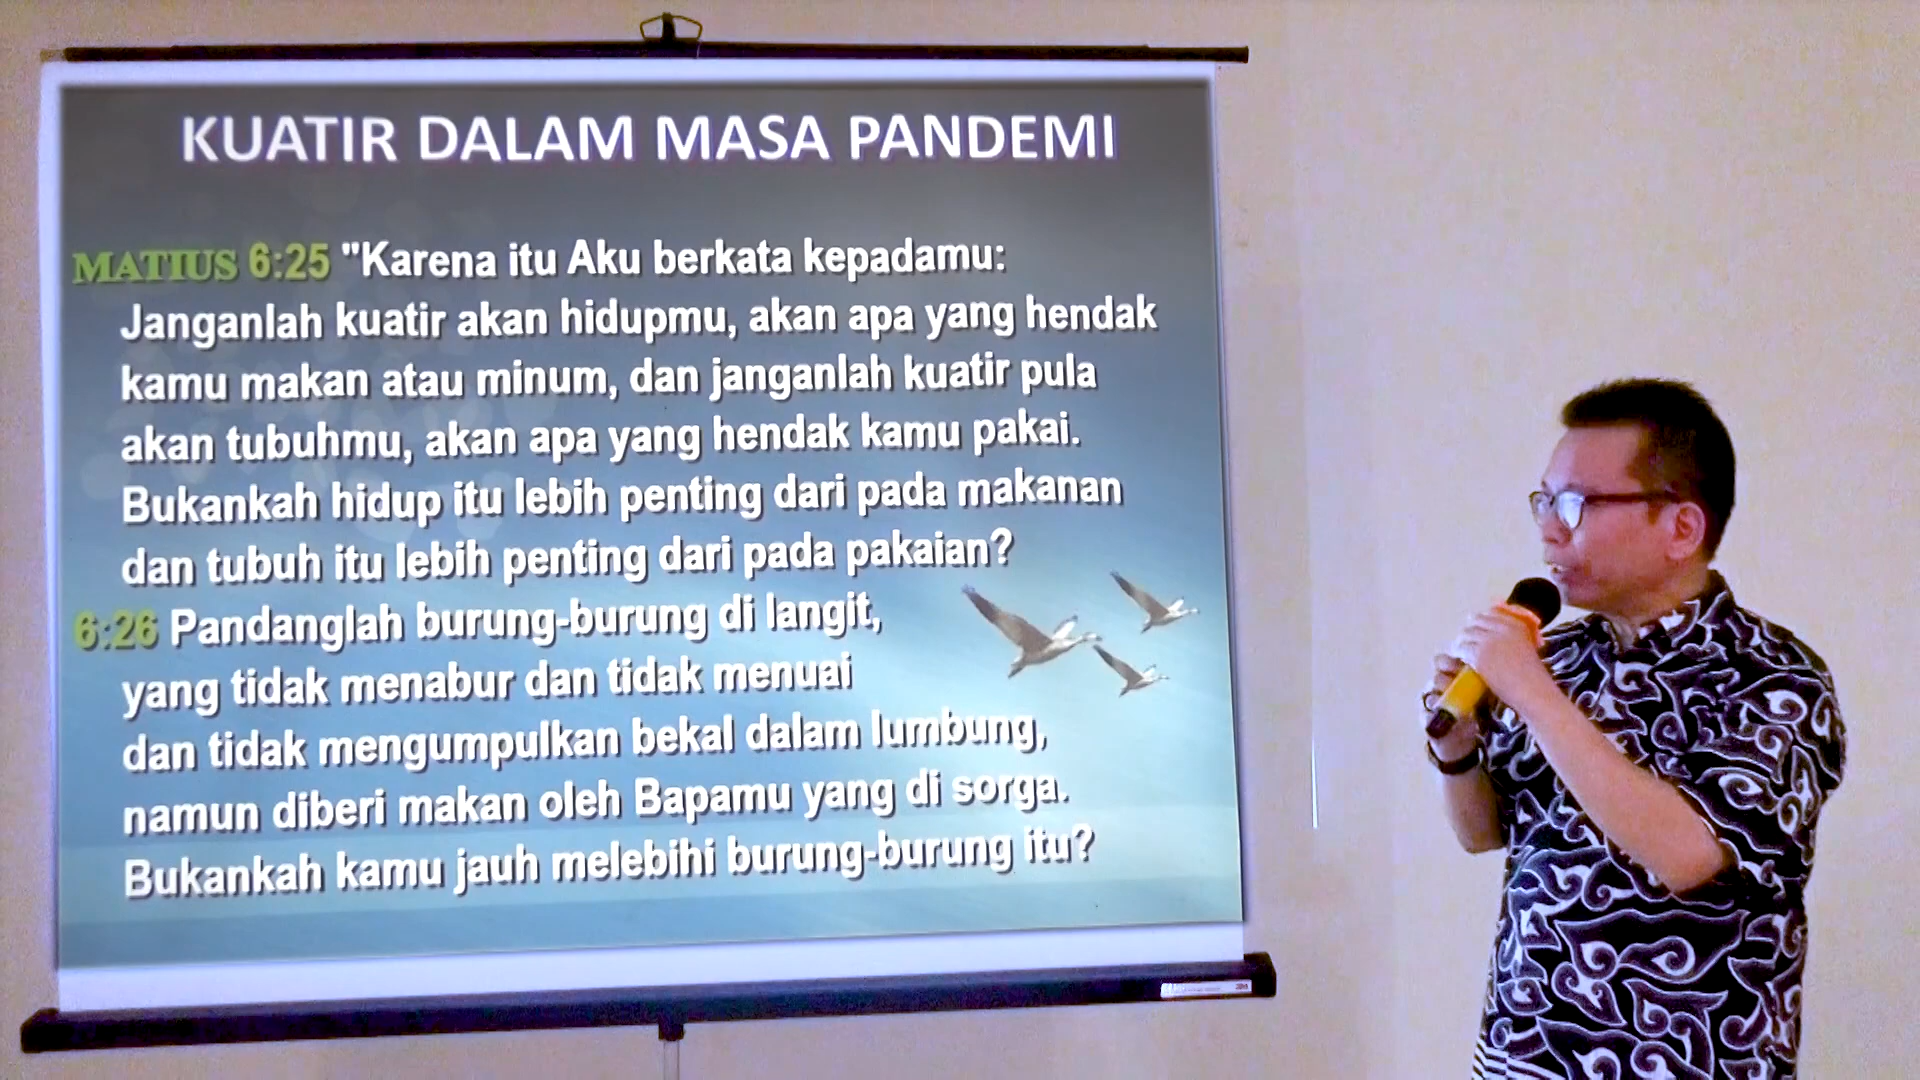 KUATIR DALAM MASA PANDEMI
MATIUS 6:25 "Karena itu Aku berkata kepadamu:
Janganlah kuatir akan hidupmu, akan apa yang hendak
kamu makan atau minum, dan janganlah kuatir pula
akan tubuhmu, akan apa yang hendak kamu pakai.
Bukankah hidup itu lebih penting dari pada makanan
dan tubuh itu lebih penting dari pada pakaian?
6:26 Pandanglah burung-burung di langit,
yang tidak menabur dan tidak menuai
dan tidak mengumpulkan bekal dalam lumbung,
namun diberi makan oleh Bapamu yang di sorga.
Bukankah kamu jauh melebihi burung-burung itu?